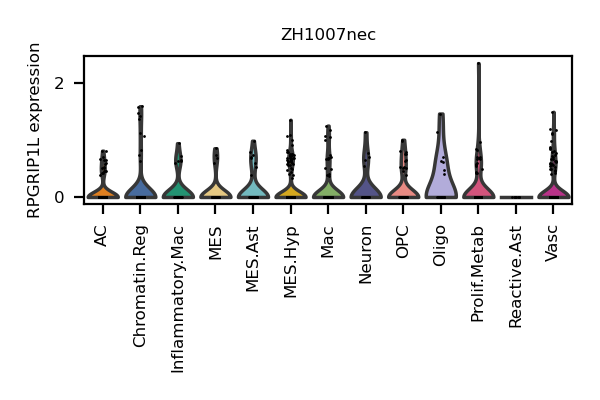 ZH1007nec
RPGRIP1L expression
2
0
AC
Chromatin.Reg
Inflammatory.Mac
MES
MES.Ast
MES.Hyp
Mac
Neuron
OPC
Oligo
Prolif.Metab
Reactive.Ast
Vasc